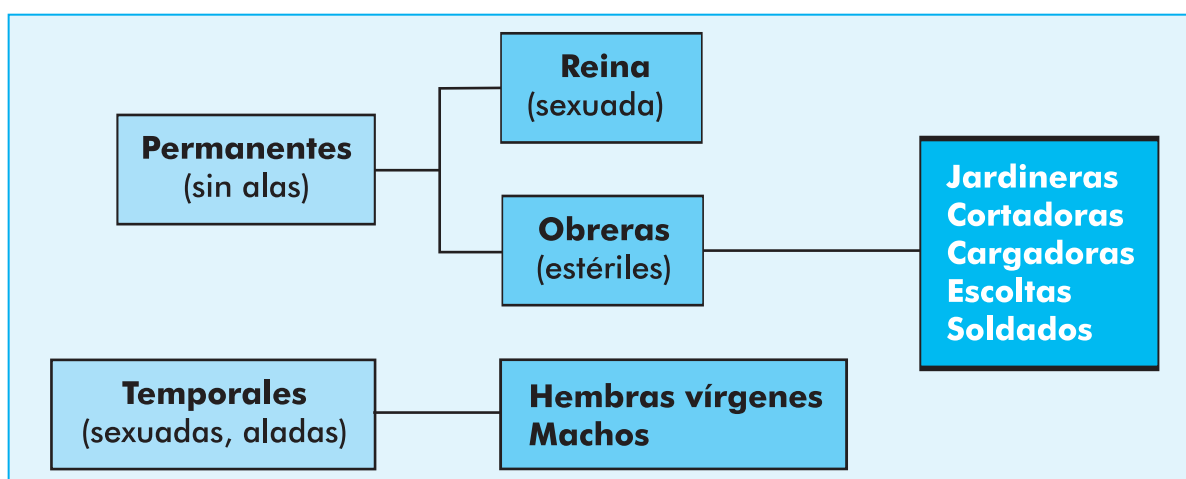 Permanentes
(sin alas)
Reina
(sexuada)
Obreras
(estériles)
Jardineras
Cortadoras
Cargadoras
Escoltas
Soldados
Temporales
(sexuadas, aladas)
Hembras vírgenes
Machos